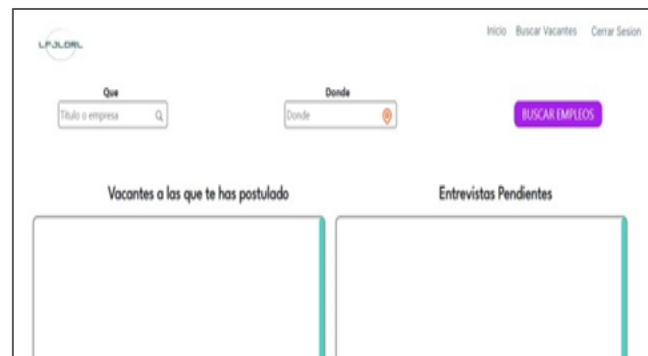 Inicio Buscar Vacantes Cerrar Sesion
Que Donde
Titulo o empresa Donde BUSCAR EMPLEOS
Vacantes a las que te has postulado Entrevistas Pendientes